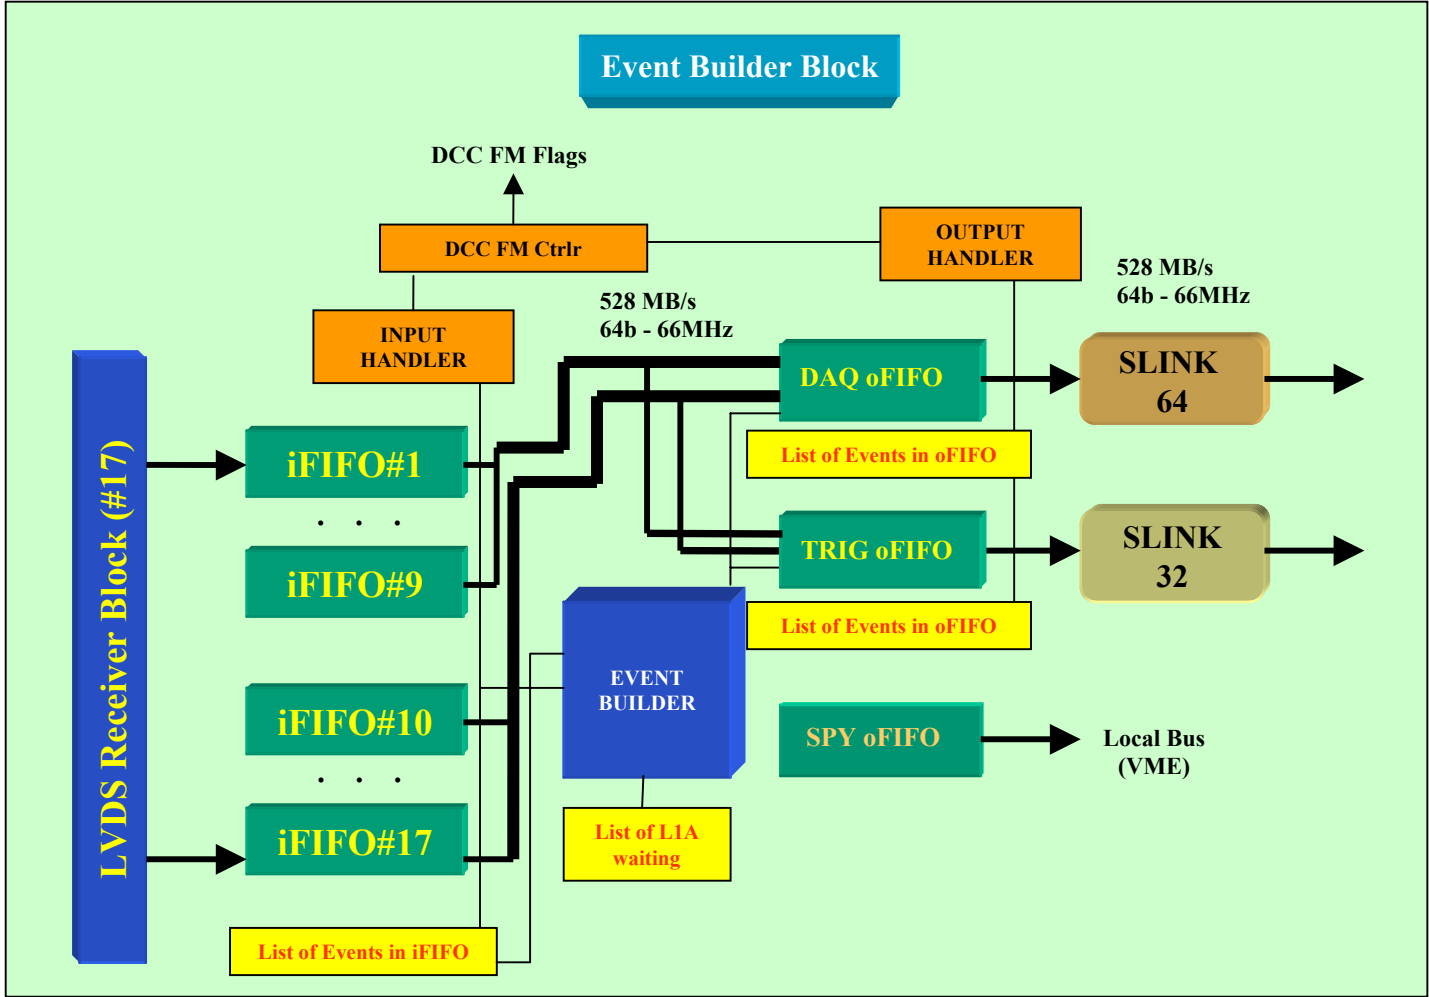 Event Builder Block
DCC FM Flags
DCC FM Ctrlr
OUTPUT
HANDLER
528 MB/s
64b - 66MHz
528 MB/s
64b - 66MHz
INPUT
HANDLER
DAQ oFIFO
SLINK
64
LVDS Receiver Block (#17)
iFIFO#1
List of Events in oFIFO
. . .
iFIFO#9
TRIG oFIFO
SLINK
32
List of Events in oFIFO
EVENT
BUILDER
iFIFO#10
SPY oFIFO
Local Bus
(VME)
. . .
iFIFO#17
List of L1A
waiting
List of Events in iFIFO